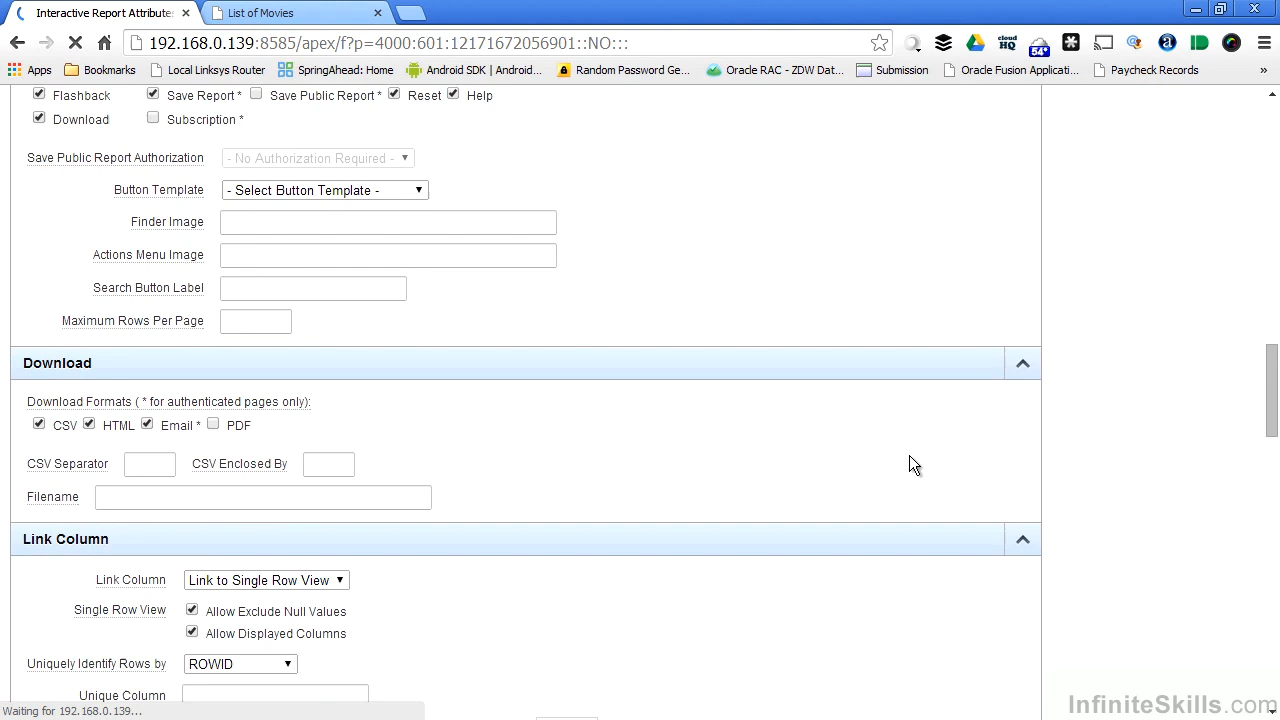 Interactive Report Attributes
List of Movies
192.168.0.139:8585/apex/f?p=4000:601:12171672056901::NO:::
54°
Apps Bookmarks Local Linksys Router SpringAhead: Home Android SDK | Android... Random Password Ge... Oracle RAC - ZDW Dat... Submission Oracle Fusion Applicati... Paycheck Records »
Flashback Save Report * Save Public Report * Reset Help
Download Subscription *
Save Public Report Authorization - No Authorization Required -
Button Template - Select Button Template -
Finder Image
Actions Menu Image
Search Button Label
Maximum Rows Per Page
Download
Download Formats ( * for authenticated pages only):
CSV HTML Email * PDF
CSV Separator CSV Enclosed By
Filename
Link Column
Link Column Link to Single Row View
Single Row View Allow Exclude Null Values
Allow Displayed Columns
Uniquely Identify Rows by ROWID
Unique Column
Waiting for 192.168.0.139...
InfiniteSkills.com